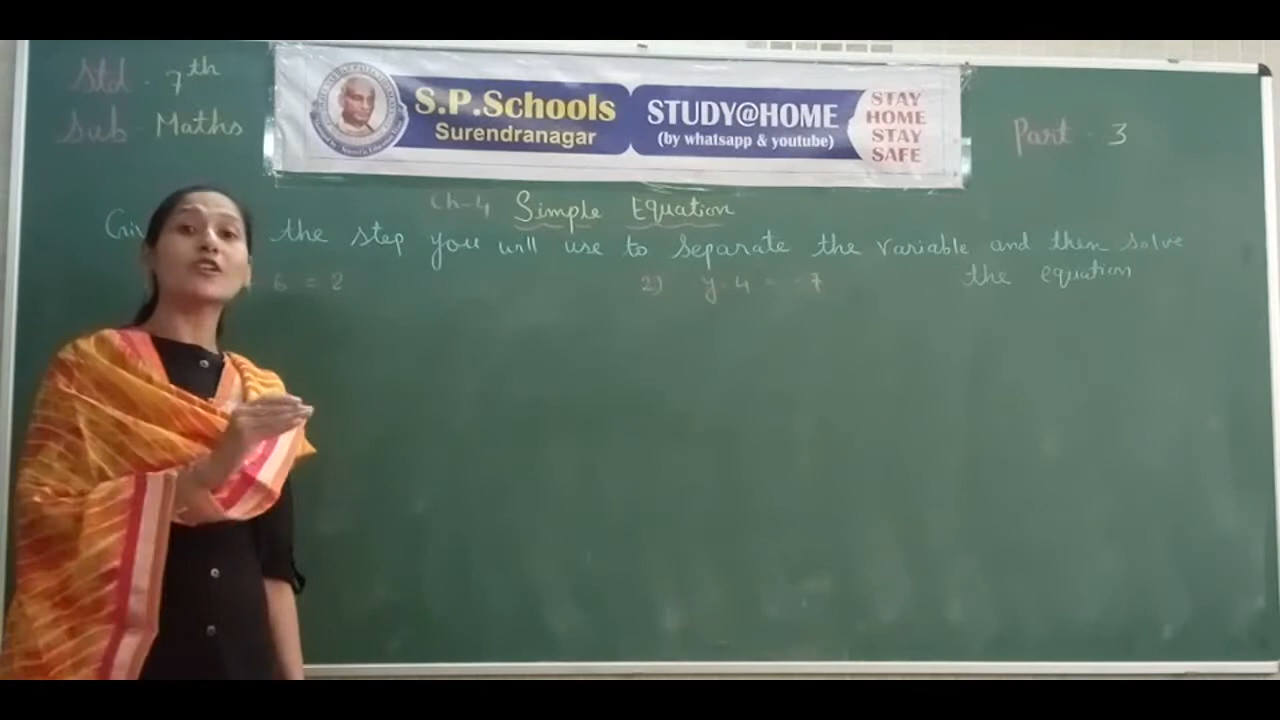 Std - 7th
Sub - Maths
S.P.Schools
Surendranagar
STUDY@HOME
(by whatsapp & youtube)
STAY
HOME
STAY
SAFE
Part - 3
Ch-4 Simple Equation
the step you will use to separate the variable and then solve
the equation
6 = 2
2) y - 4 = - 7